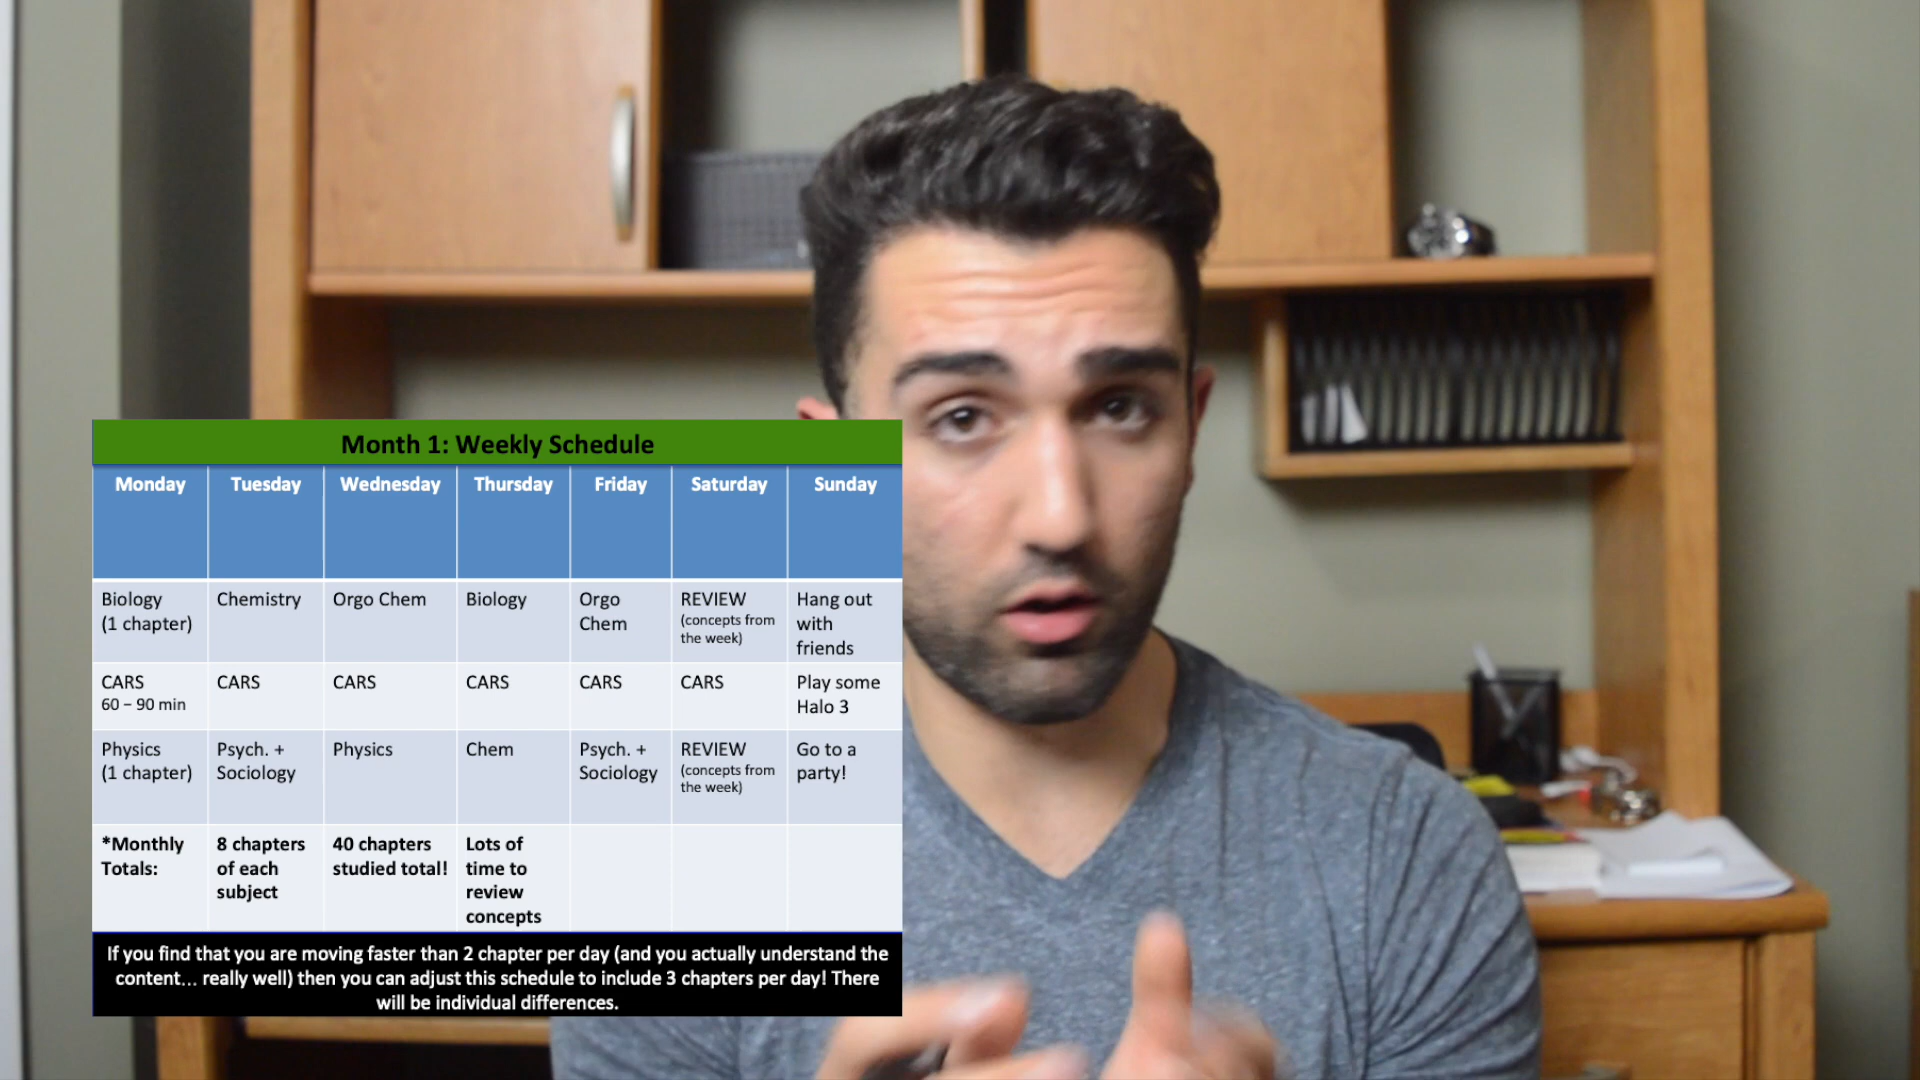 Month 1: Weekly Schedule
Monday Tuesday Wednesday Thursday Friday Saturday Sunday
Biology
(1 chapter)
Chemistry
Orgo Chem
Biology
Orgo
Chem
REVIEW
(concepts from
the week)
Hang out
with
friends
CARS
60 – 90 min
CARS
CARS
CARS
CARS
CARS
Play some
Halo 3
Physics
(1 chapter)
Psych. +
Sociology
Physics
Chem
Psych. +
Sociology
REVIEW
(concepts from
the week)
Go to a
party!
*Monthly
Totals:
8 chapters
of each
subject
40 chapters
studied total!
Lots of
time to
review
concepts
If you find that you are moving faster than 2 chapter per day (and you actually understand the
content... really well) then you can adjust this schedule to include 3 chapters per day! There
will be individual differences.